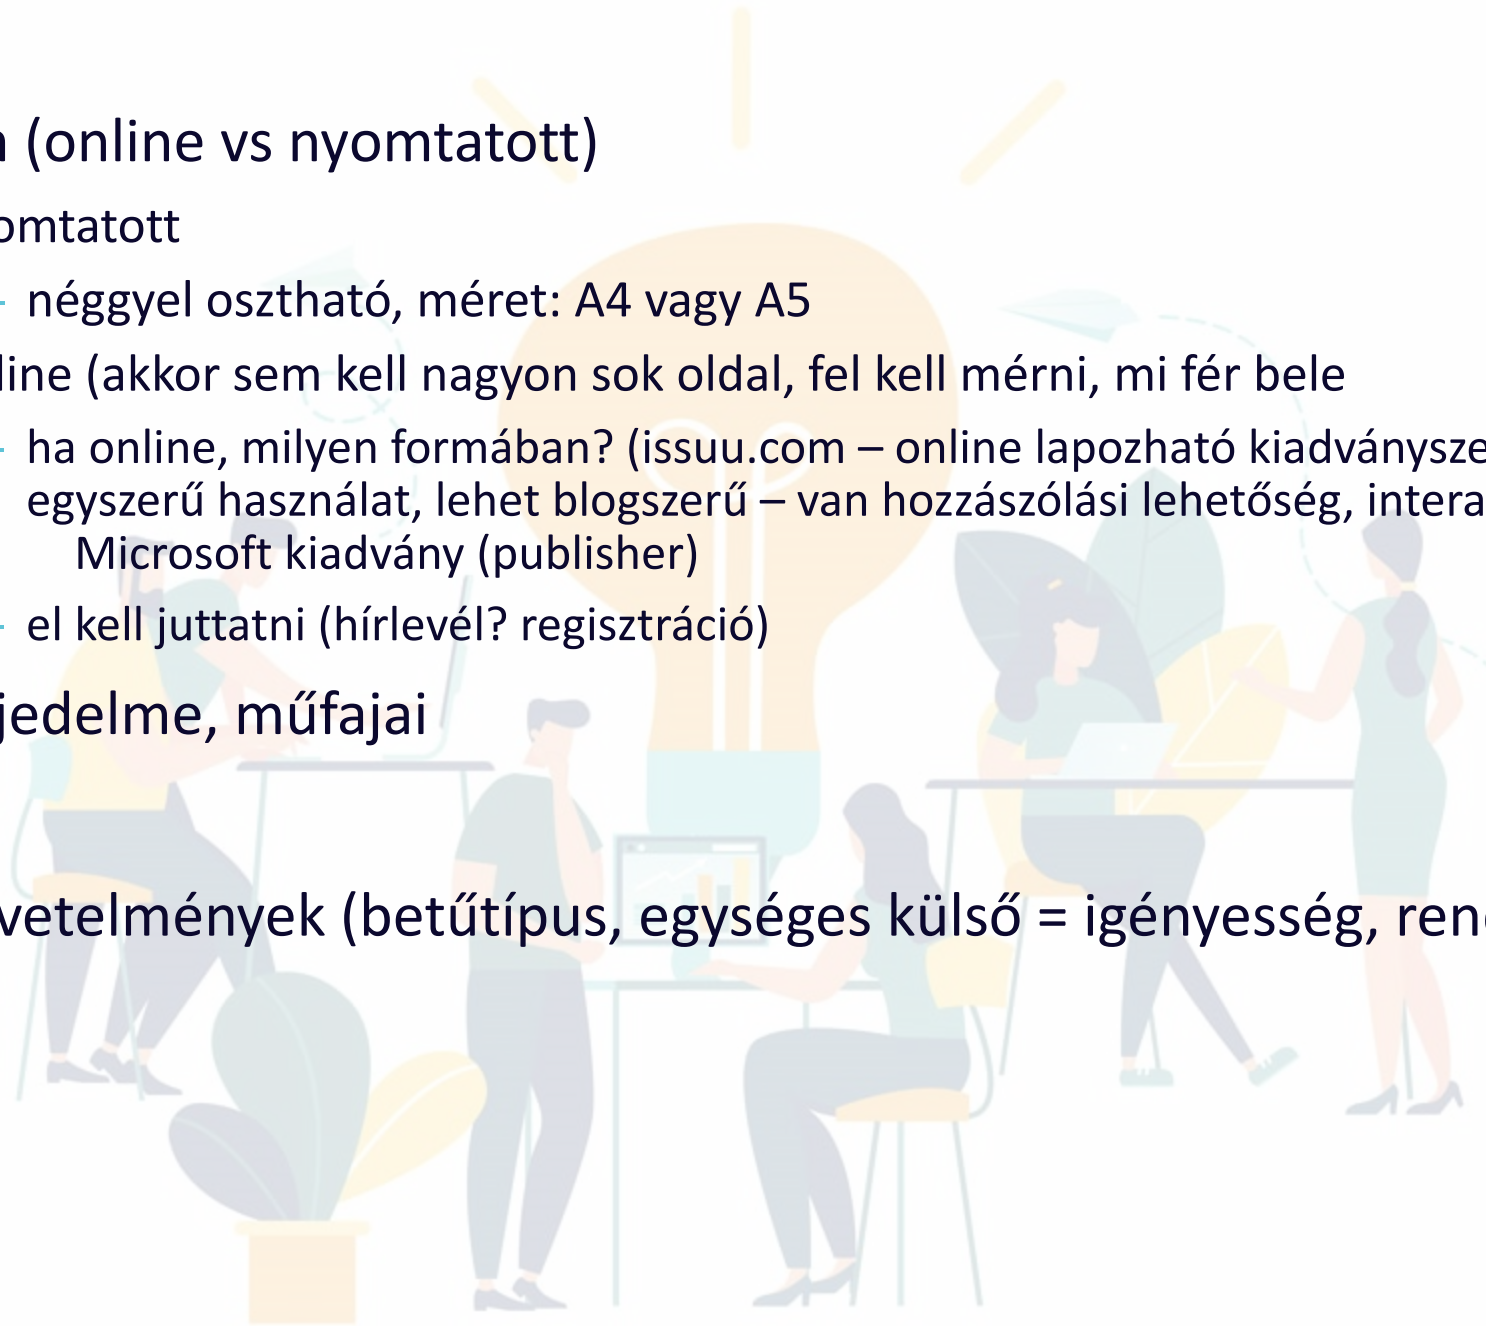 (online vs nyomtatott)
omtatott
- néggyel osztható, méret: A4 vagy A5
line (akkor sem kell nagyon sok oldal, fel kell mérni, mi fér bele
- ha online, milyen formában? (issuu.com – online lapozható kiadványsze
egyszerű használat, lehet blogszerű – van hozzászólási lehetőség, intera
Microsoft kiadvány (publisher)
- el kell juttatni (hírlevél? regisztráció)
jedelme, műfajai
vetelmények (betűtípus, egységes külső = igényesség, ren